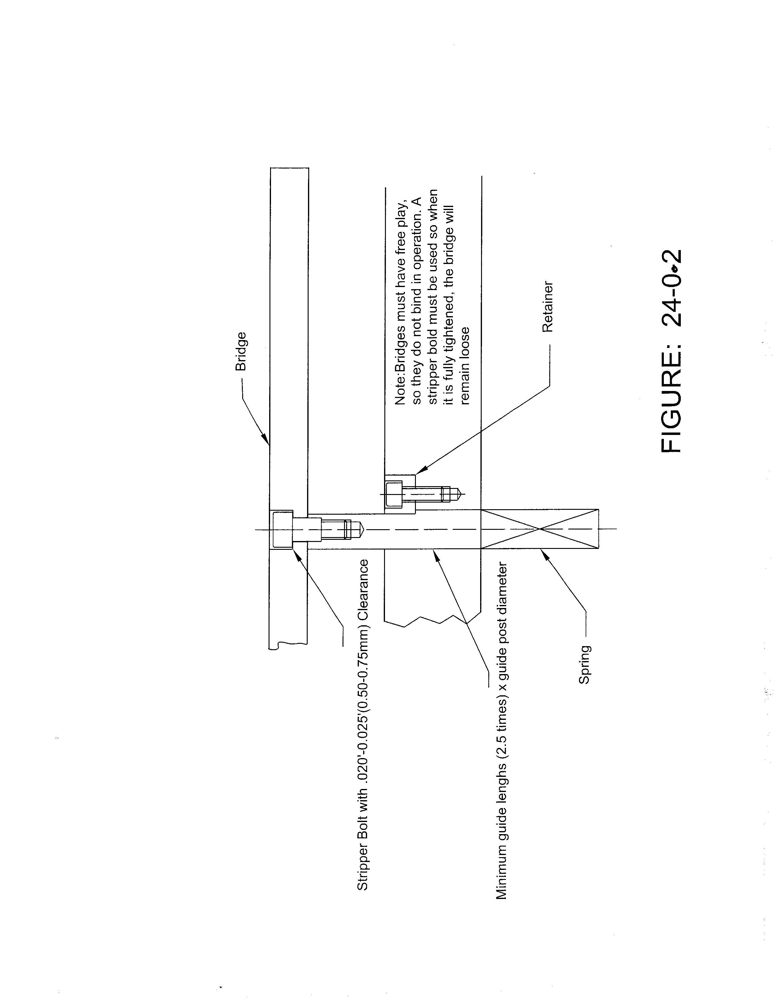 Bridge
Note:Bridges must have free play,
so they do not bind in operation. A
stripper bold must be used so when
it is fully tightened, the bridge will
remain loose
Stripper Bolt with .020'-0.025'(0.50-0.75mm) Clearance
Retainer
Minimum guide lenghs (2.5 times) x guide post diameter
Spring
FIGURE: 24-0.2